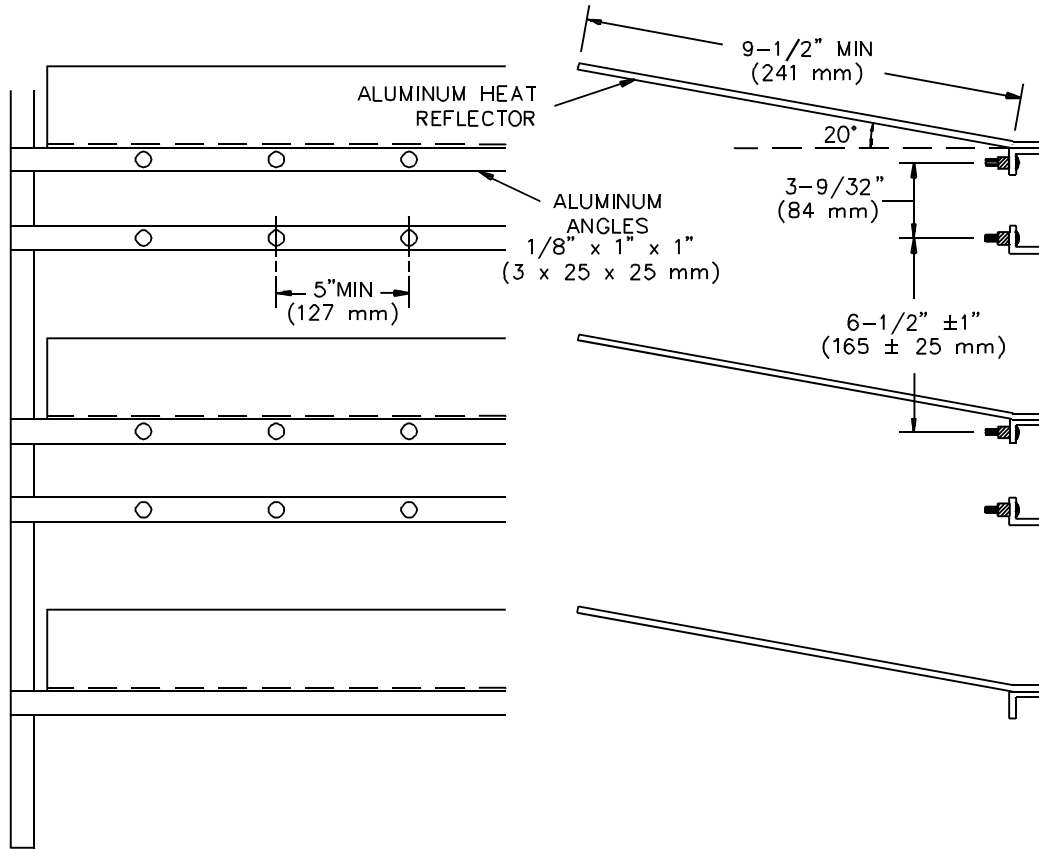 9-1/2" MIN
(241 mm)
ALUMINUM HEAT
REFLECTOR
20°
3-9/32"
(84 mm)
ALUMINUM
ANGLES
1/8" x 1" x 1"
(3 x 25 x 25 mm)
5"MIN
(127 mm)
6-1/2" ±1"
(165 ± 25 mm)